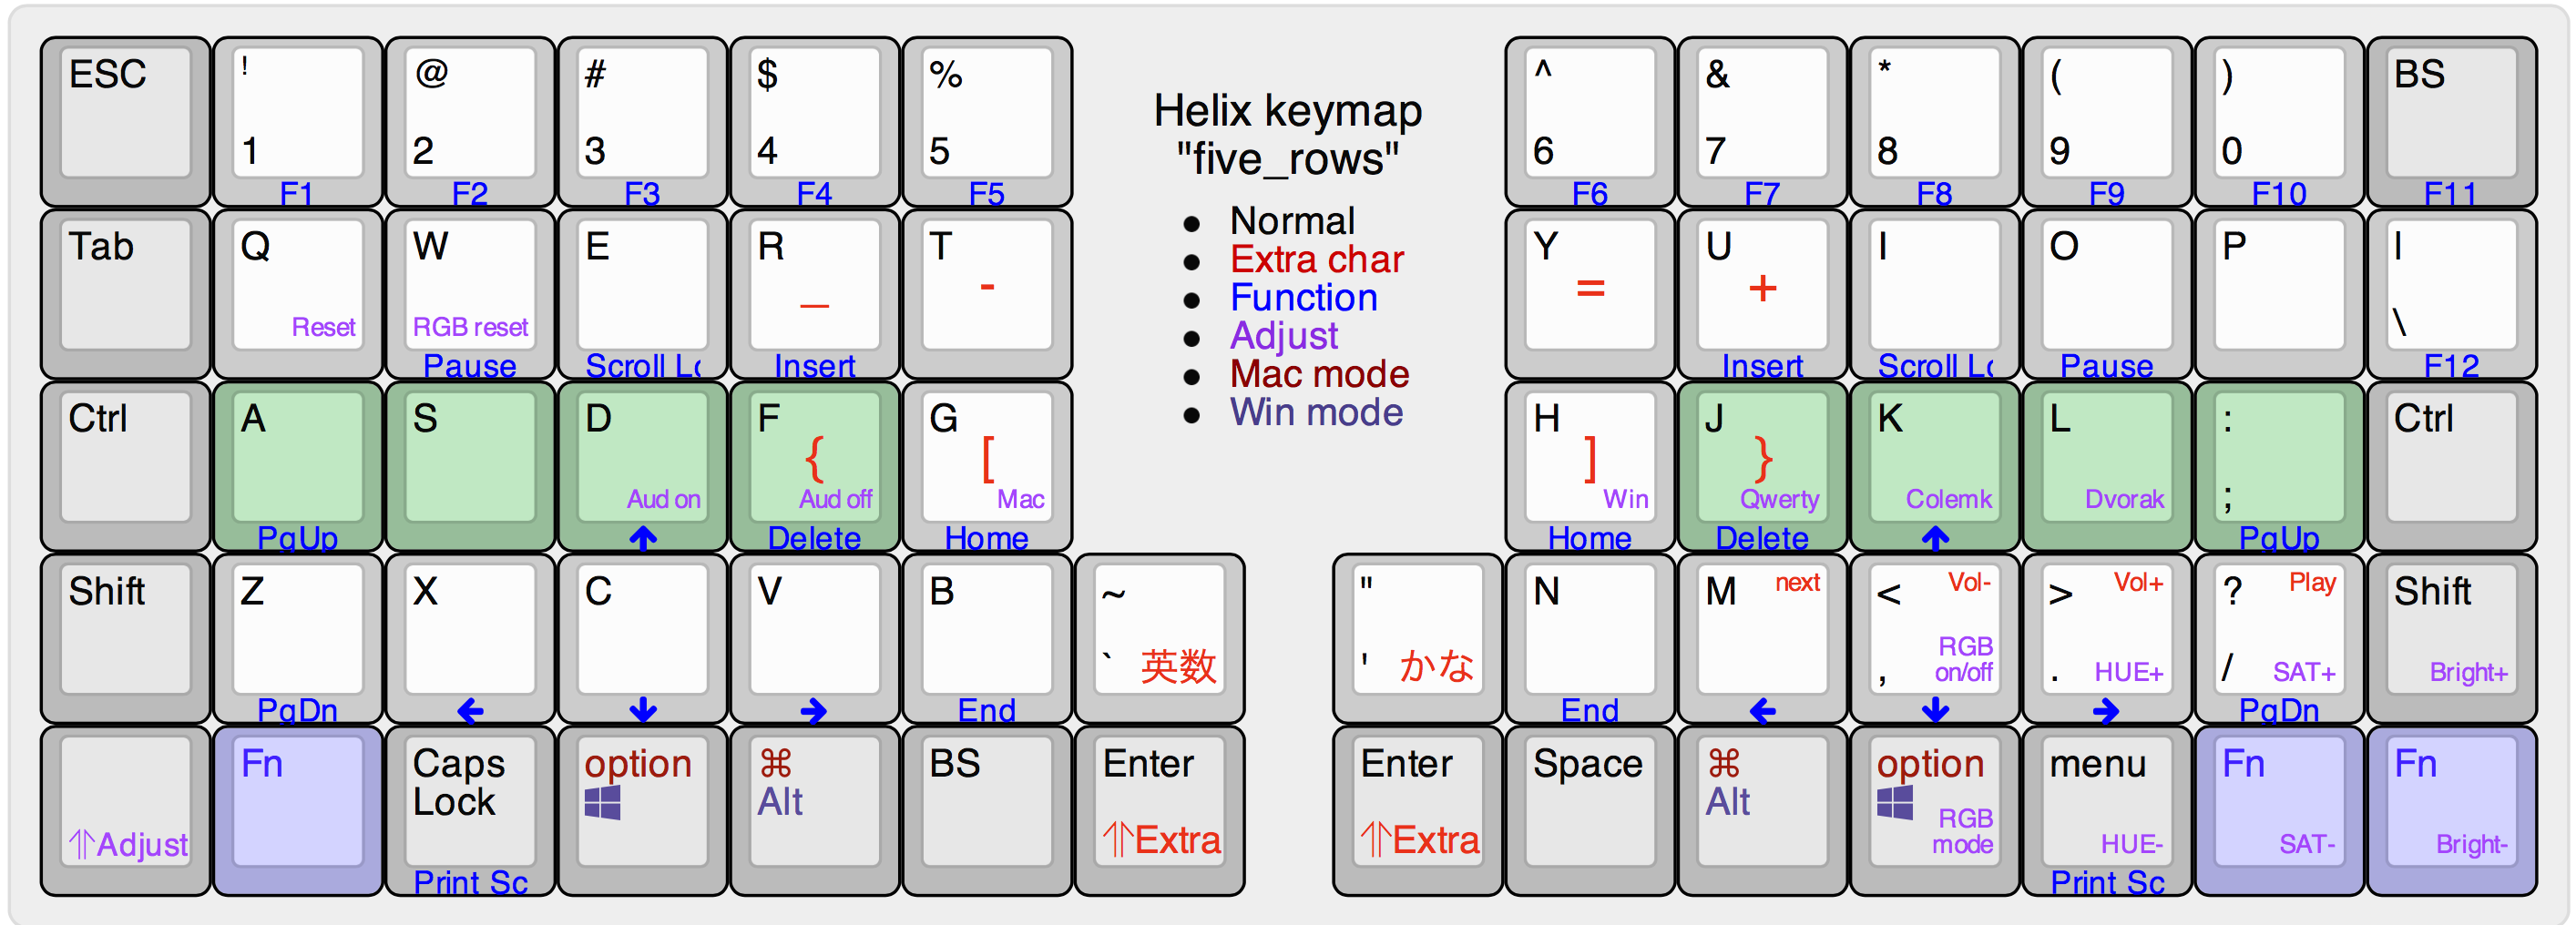 Helix keymap
"five_rows"
Normal
Extra char
Function
Adjust
Mac mode
Win mode
ESC
! 1 F1
@ 2 F2
# 3 F3
$ 4 F4
% 5 F5
^ 6 F6
& 7 F7
* 8 F8
( 9 F9
) 0 F10
BS F11
Tab
Q Reset
W RGB reset Pause
E Scroll Lo
R _ Insert
T -
Y =
U + Insert
I Scroll Lo
O Pause
P
| \ F12
Ctrl
A PgUp
S
D Aud on ↑
F { Aud off Delete
G [ Mac Home
H ] Win Home
J } Qwerty Delete
K Colemk ↑
L Dvorak
: ; PgUp
Ctrl
Shift
Z PgDn
X ←
C ↓
V →
B End
~ ` 英数
" ' かな
N End
M next ←
< Vol- , RGB on/off ↓
> Vol+ . HUE+ →
? Play / SAT+ PgDn
Shift Bright+
⇑Adjust
Fn
Caps
Lock
Print Sc
option
⌘
Alt
BS
Enter
⇑Extra
Enter
⇑Extra
Space
⌘
Alt
option
RGB
mode
menu
HUE-
Print Sc
Fn
SAT-
Fn
Bright-